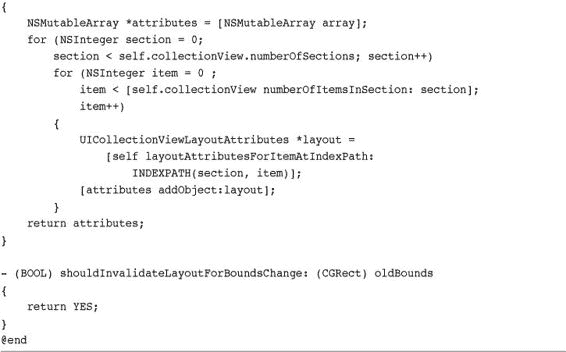 {
    NSMutableArray *attributes = [NSMutableArray array];
    for (NSInteger section = 0;
        section < self.collectionView.numberOfSections; section++)
        for (NSInteger item = 0 ;
            item < [self.collectionView numberOfItemsInSection: section];
            item++)
        {
            UICollectionViewLayoutAttributes *layout =
                [self layoutAttributesForItemAtIndexPath:
                    INDEXPATH(section, item)];
            [attributes addObject:layout];
        }
    return attributes;
}

- (BOOL) shouldInvalidateLayoutForBoundsChange: (CGRect) oldBounds
{
    return YES;
}
@end